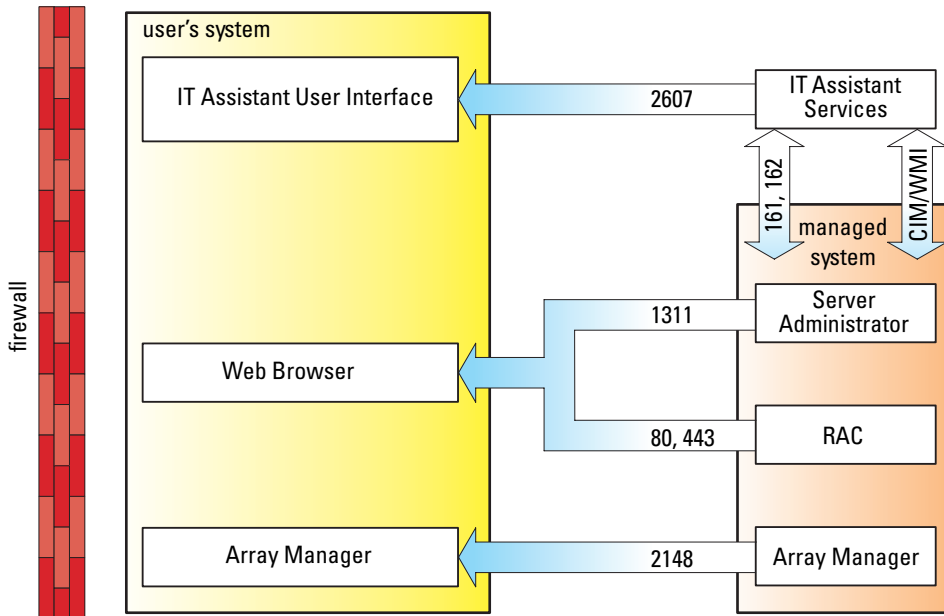 user's system
IT Assistant User Interface
2607
IT Assistant
Services
161, 162
CIM/WMI
managed
system
firewall
1311
Server
Administrator
Web Browser
80, 443
RAC
Array Manager
2148
Array Manager